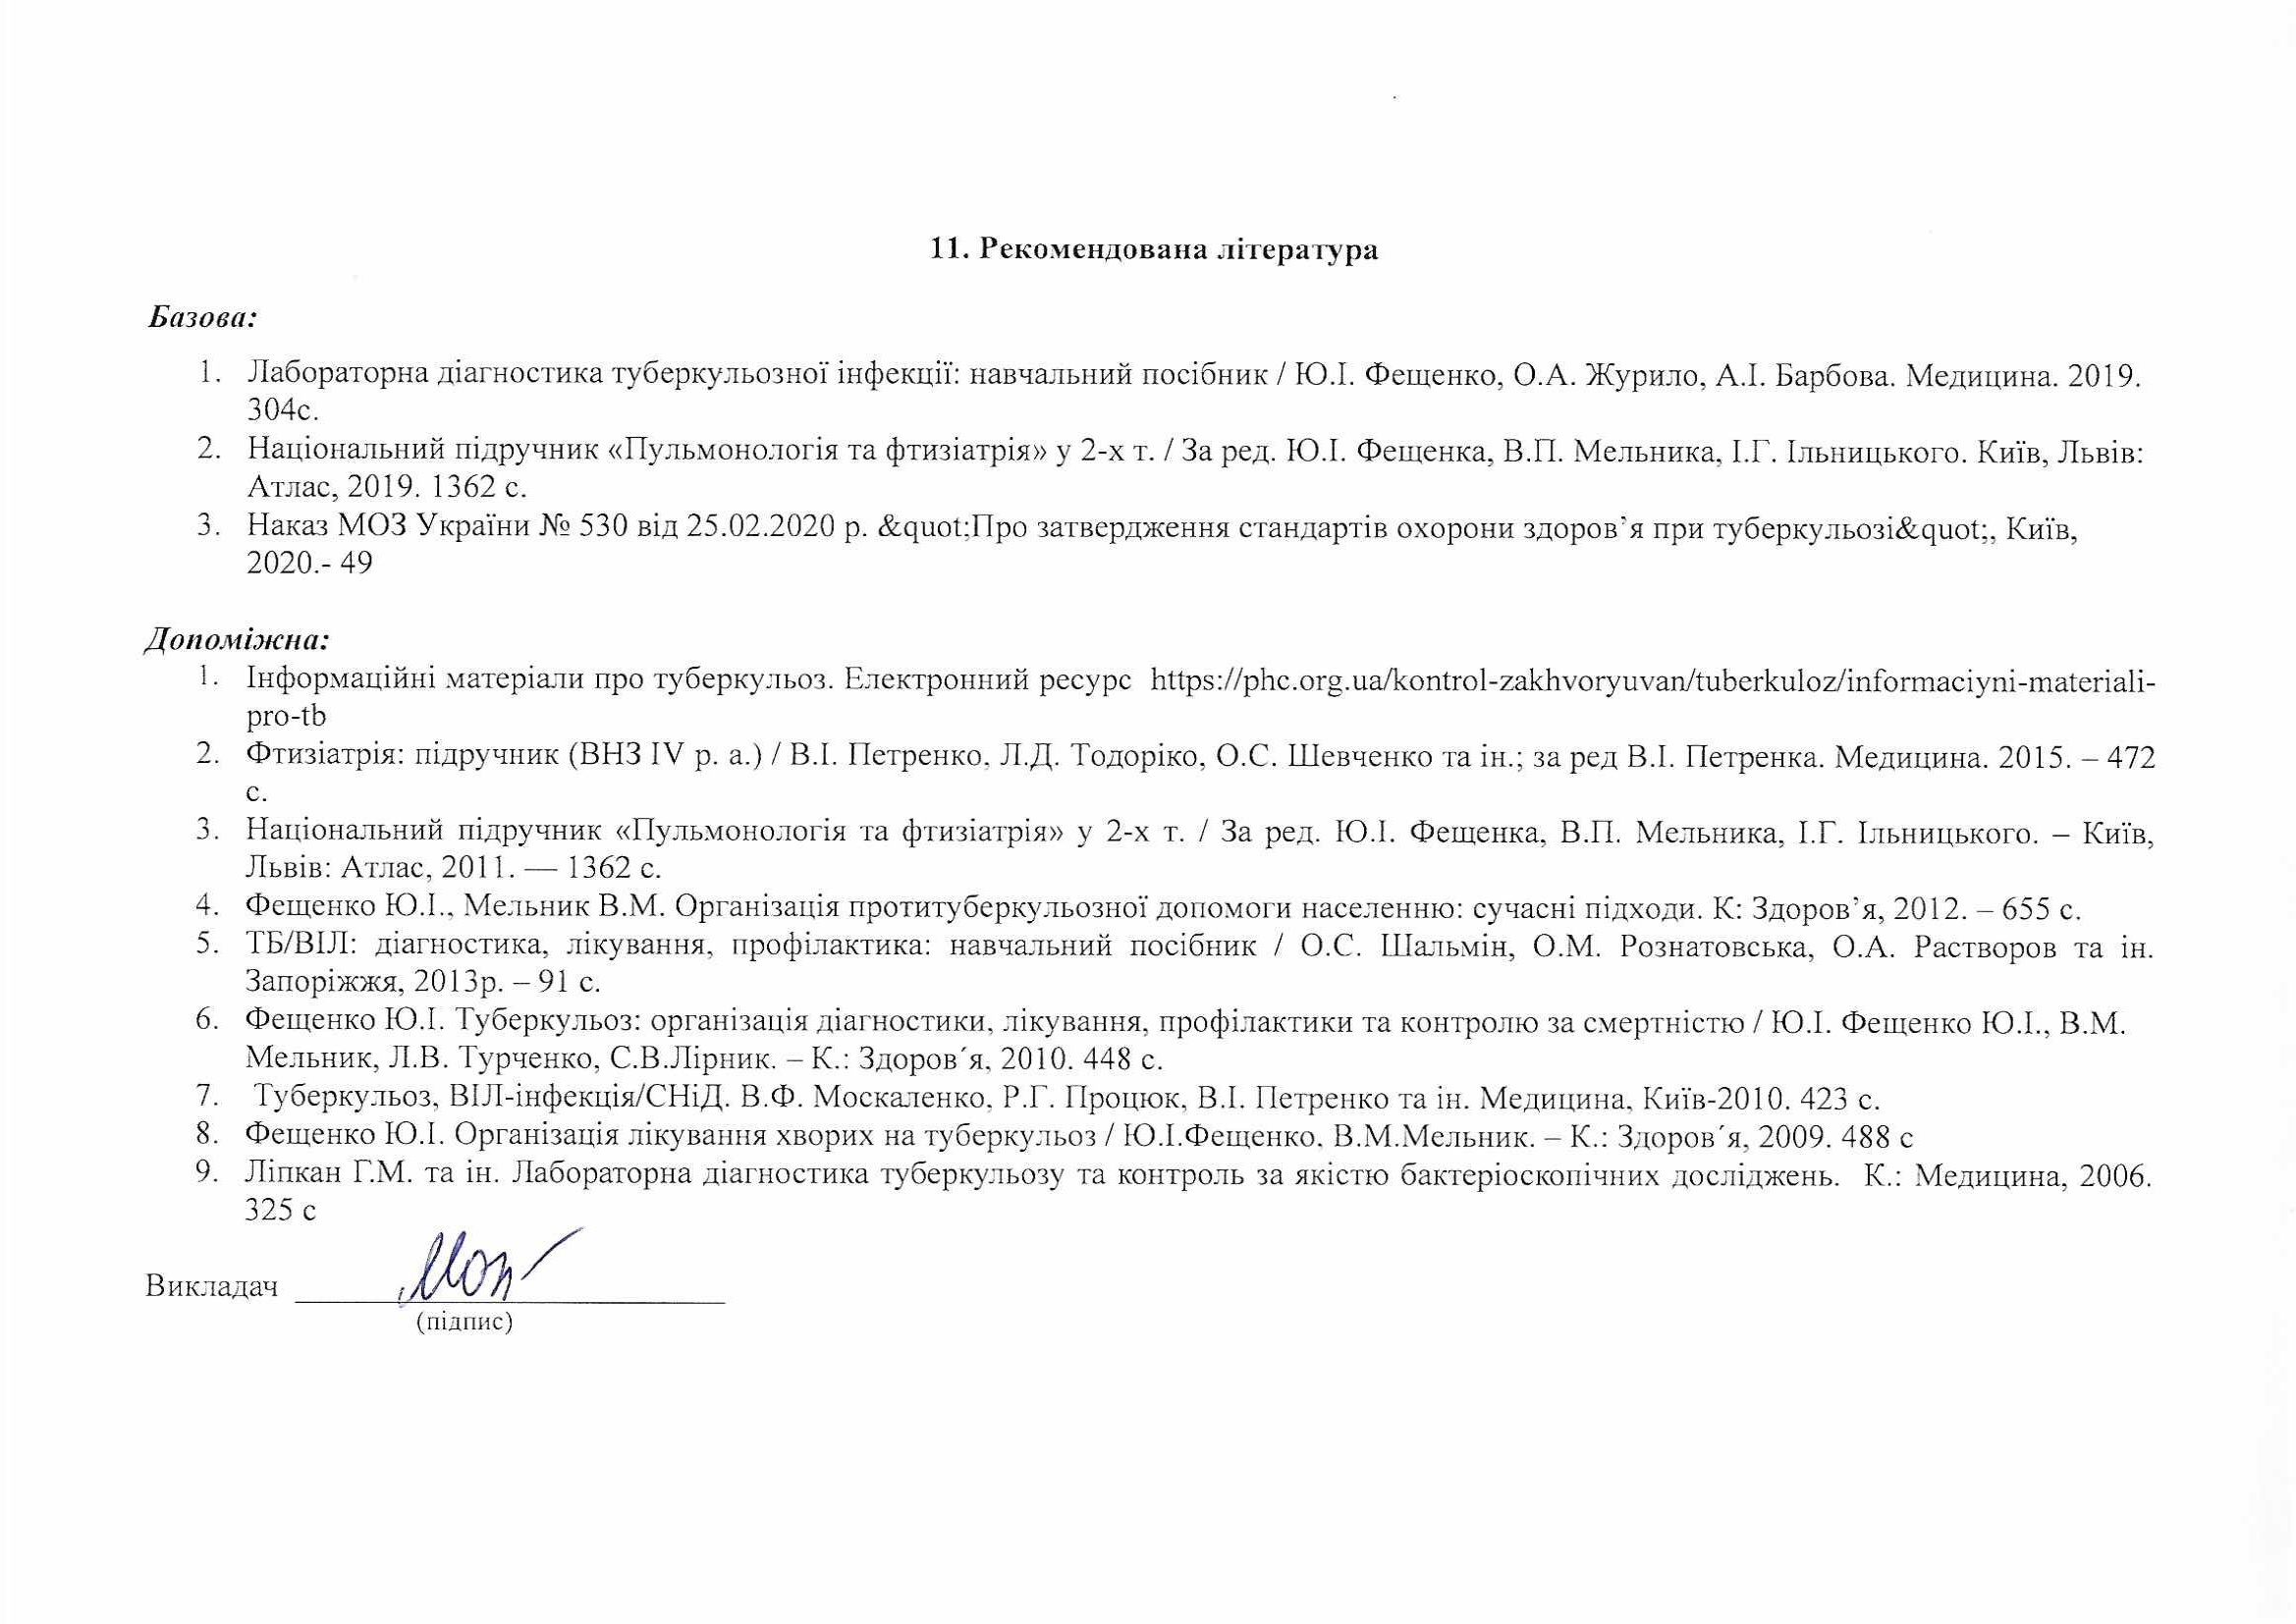 11. Рекомендована література
Базова:
1. Лабораторна діагностика туберкульозної інфекції: навчальний посібник / Ю.І. Фещенко, О.А. Журило, А.І. Барбова. Медицина. 2019.
304с.
2. Національний підручник «Пульмонологія та фтизіатрія» у 2-х т. / За ред. Ю.І. Фещенка, В.П. Мельника, І.Г. Ільницького. Київ, Львів:
Атлас, 2019. 1362 с.
3. Наказ МОЗ України № 530 від 25.02.2020 р. &quot;Про затвердження стандартів охорони здоров’я при туберкульозі&quot;, Київ,
2020.- 49
Допоміжна:
1. Інформаційні матеріали про туберкульоз. Електронний ресурс https://phc.org.ua/kontrol-zakhvoryuvan/tuberkuloz/informaciyni-materiali-
pro-tb
2. Фтизіатрія: підручник (ВНЗ IV р. а.) / В.І. Петренко, Л.Д. Тодоріко, О.С. Шевченко та ін.; за ред В.І. Петренка. Медицина. 2015. – 472
с.
3. Національний підручник «Пульмонологія та фтизіатрія» у 2-х т. / За ред. Ю.І. Фещенка, В.П. Мельника, І.Г. Ільницького. – Київ,
Львів: Атлас, 2011. — 1362 с.
4. Фещенко Ю.І., Мельник В.М. Організація протитуберкульозної допомоги населенню: сучасні підходи. К: Здоров’я, 2012. – 655 с.
5. ТБ/ВІЛ: діагностика, лікування, профілактика: навчальний посібник / О.С. Шальмін, О.М. Рознатовська, О.А. Растворов та ін.
Запоріжжя, 2013р. – 91 с.
6. Фещенко Ю.І. Туберкульоз: організація діагностики, лікування, профілактики та контролю за смертністю / Ю.І. Фещенко Ю.І., В.М.
Мельник, Л.В. Турченко, С.В.Лірник. – К.: Здоров´я, 2010. 448 с.
7. Туберкульоз, ВІЛ-інфекція/СНіД. В.Ф. Москаленко, Р.Г. Процюк, В.І. Петренко та ін. Медицина, Київ-2010. 423 с.
8. Фещенко Ю.І. Організація лікування хворих на туберкульоз / Ю.І.Фещенко, В.М.Мельник. – К.: Здоров´я, 2009. 488 с
9. Ліпкан Г.М. та ін. Лабораторна діагностика туберкульозу та контроль за якістю бактеріоскопічних досліджень. К.: Медицина, 2006.
325 с
Викладач
(підпис)